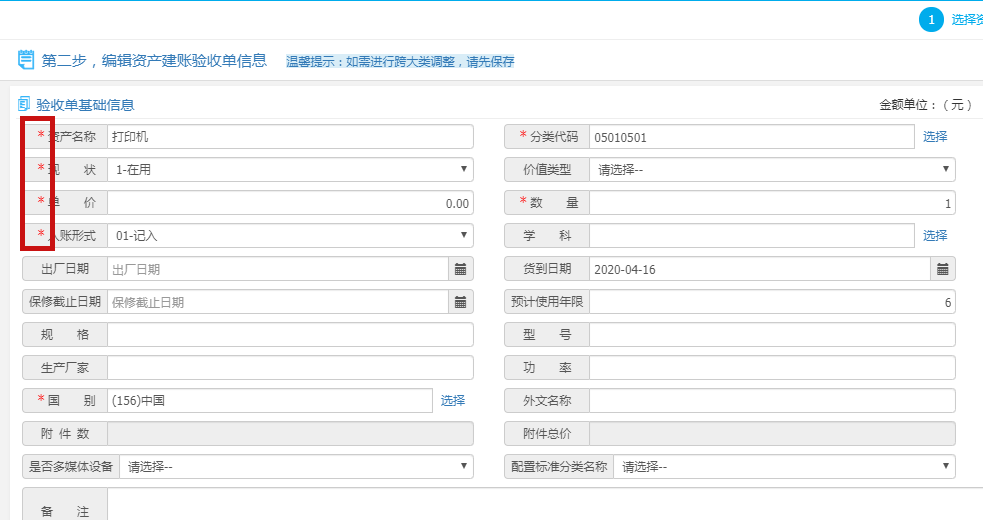 1 选择
第二步，编辑资产建账验收单信息 温馨提示：如需进行跨大类调整，请先保存
验收单基础信息 金额单位：（元）
* 资产名称 打印机 * 分类代码 05010501 选择
* 现 状 1-在用 价值类型 请选择--
* 单 价 0.00 * 数 量 1
* 入账形式 01-记入 学 科 选择
出厂日期 出厂日期 货到日期 2020-04-16
保修截止日期 保修截止日期 预计使用年限 6
规 格 型 号
生产厂家 功 率
* 国 别 (156)中国 选择 外文名称
附 件 数 附件总价
是否多媒体设备 请选择-- 配置标准分类名称 请选择--
备 注